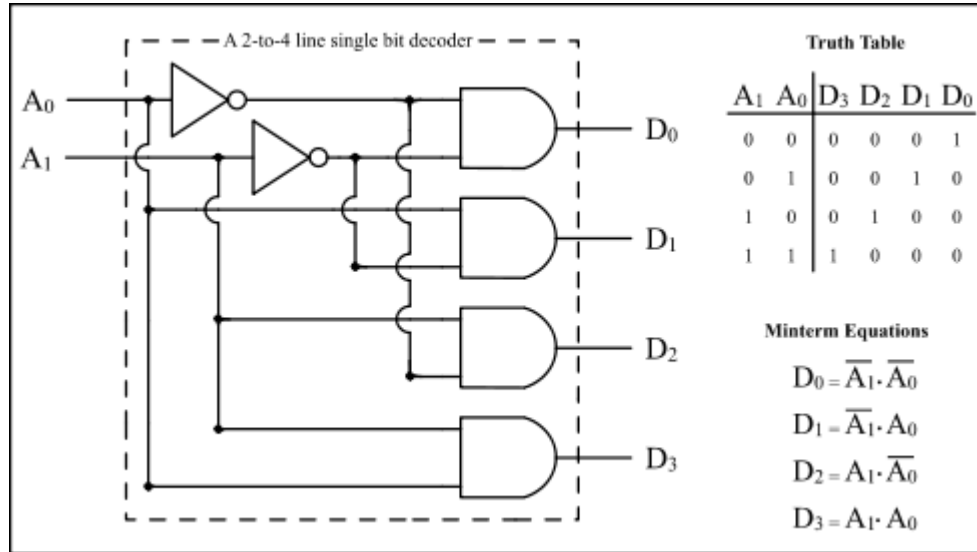 A 2-to-4 line single bit decoder
A₀
A₁
D₀
D₁
D₂
D₃
Truth Table
A₁ A₀ D₃ D₂ D₁ D₀
0 0 0 0 0 1
0 1 0 0 1 0
1 0 0 1 0 0
1 1 1 0 0 0
Minterm Equations
D₀ = A̅₁ · A̅₀
D₁ = A̅₁ · A₀
D₂ = A₁ · A̅₀
D₃ = A₁ · A₀